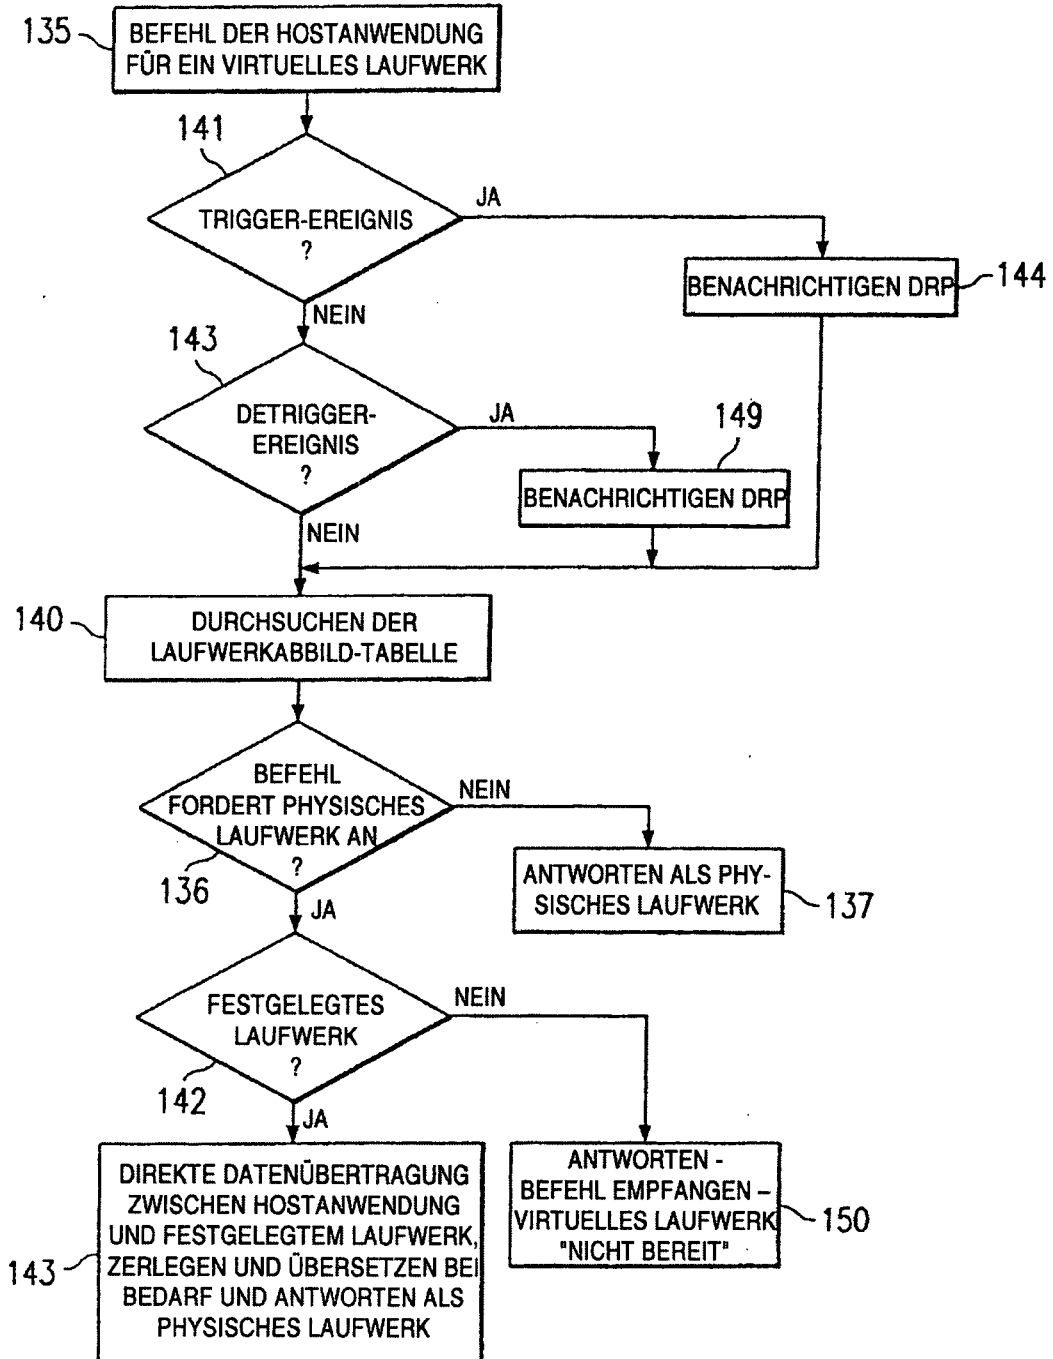 135
BEFEHL DER HOSTANWENDUNG
FÜR EIN VIRTUELLES LAUFWERK
141
TRIGGER-EREIGNIS
?
JA
BENACHRICHTIGEN DRP
144
NEIN
143
DETRIGGER-
EREIGNIS
?
JA
149
BENACHRICHTIGEN DRP
NEIN
140
DURCHSUCHEN DER
LAUFWERKABBILD-TABELLE
BEFEHL
FORDERT PHYSISCHES
LAUFWERK AN
?
136
NEIN
ANTWORTEN ALS PHY-
SISCHES LAUFWERK
137
JA
FESTGELEGTES
LAUFWERK
?
142
NEIN
JA
143
DIREKTE DATENÜBERTRAGUNG
ZWISCHEN HOSTANWENDUNG
UND FESTGELEGTEM LAUFWERK,
ZERLEGEN UND ÜBERSETZEN BEI
BEDARF UND ANTWORTEN ALS
PHYSISCHES LAUFWERK
ANTWORTEN -
BEFEHL EMPFANGEN –
VIRTUELLES LAUFWERK
"NICHT BEREIT"
150